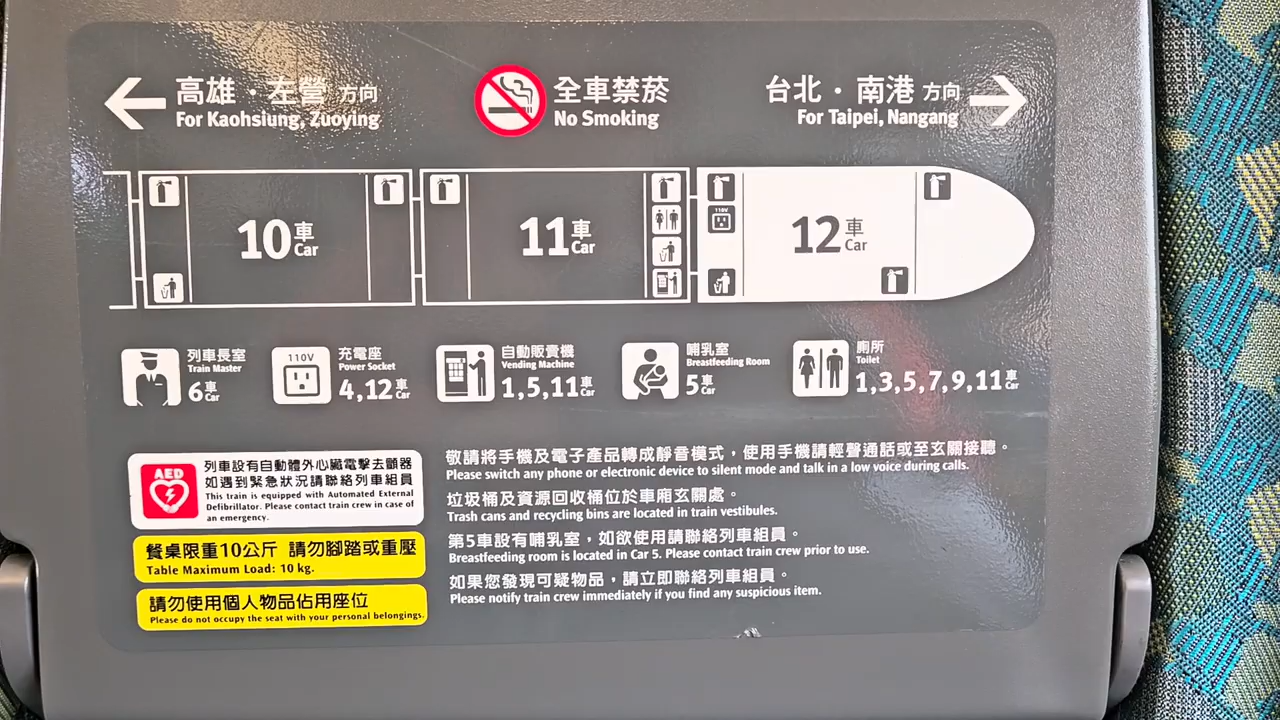 高雄・左營 方向
For Kaohsiung, Zuoying
全車禁菸
No Smoking
台北・南港 方向
For Taipei, Nangang
10車
Car
11車
Car
110V
12車
Car
列車長室
Train Master
6車
Car
110V
充電座
Power Socket
4,12車
Car
自動販賣機
Vending Machine
1,5,11車
Car
哺乳室
Breastfeeding Room
5車
Car
廁所
Toilet
1,3,5,7,9,11車
Car
AED
列車設有自動體外心臟電擊去顫器
如遇到緊急狀況請聯絡列車組員
This train is equipped with Automated External
Defibrillator. Please contact train crew in case of
an emergency.
餐桌限重10公斤 請勿腳踏或重壓
Table Maximum Load: 10 kg.
請勿使用個人物品佔用座位
Please do not occupy the seat with your personal belongings.
敬請將手機及電子產品轉成靜音模式，使用手機請輕聲通話或至玄關接聽。
Please switch any phone or electronic device to silent mode and talk in a low voice during calls.
垃圾桶及資源回收桶位於車廂玄關處。
Trash cans and recycling bins are located in train vestibules.
第5車設有哺乳室，如欲使用請聯絡列車組員。
Breastfeeding room is located in Car 5. Please contact train crew prior to use.
如果您發現可疑物品，請立即聯絡列車組員。
Please notify train crew immediately if you find any suspicious item.